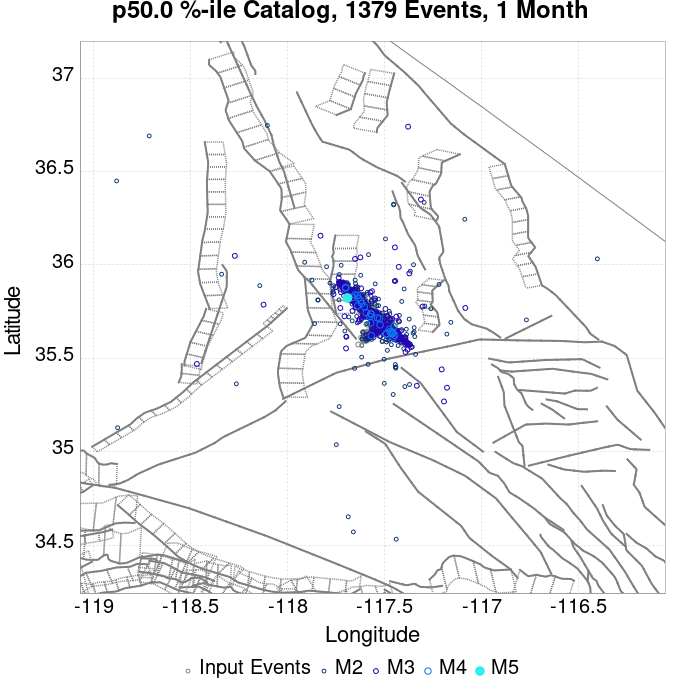 p50.0 %-ile Catalog, 1379 Events, 1 Month
37
36.5
36
35.5
35
34.5
Latitude
-119 -118.5 -118 -117.5 -117 -116.5
Longitude
Input Events M2 M3 M4 M5